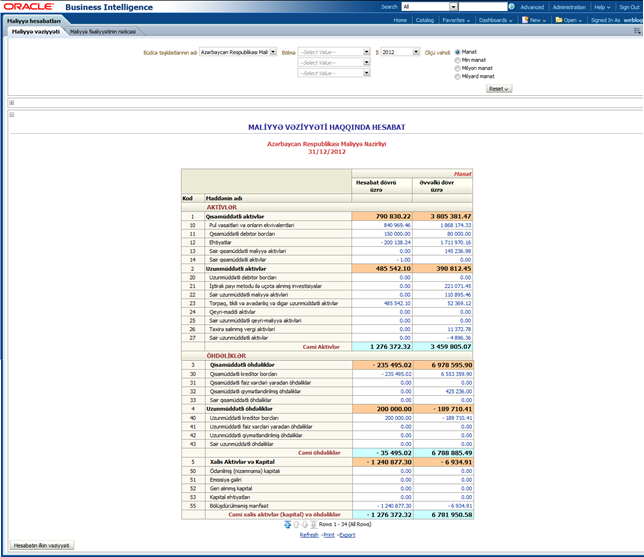 ORACLE Business Intelligence Search All Advanced Administration Help Sign Out
Maliyyə hesabatları Home Catalog Favorites Dashboards New Open Signed In As weblog
Maliyyə vəziyyəti Maliyyə fəaliyyətinin nəticəsi
Büdcə təşkilatlarının adı Azərbaycan Respublikası Mali Bölmə --Select Value-- İl 2012 Ölçü vahidi Manat
--Select Value-- Min manat
--Select Value-- Milyon manat
Milyard manat
Reset
MALİYYƏ VƏZİYYƏTİ HAQQINDA HESABAT
Azərbaycan Respublikası Maliyyə Nazirliyi
31/12/2012
Manat
Kod Maddənin adı Hesabat dövrü üzrə Əvvəlki dövr üzrə
AKTİVLƏR
1 Qısamüddətli aktivlər 790 830.22 3 805 381.47
10 Pul vəsaitləri və onların ekvivalentləri 840 969.46 1 868 174.33
11 Qısamüddətli debitor borcları 150 000.00 80 000.00
12 Ehtiyatlar - 200 138.24 1 711 970.16
13 Sair qısamüddətli maliyyə aktivləri 0.00 145 236.98
14 Sair qısamüddətli aktivlər - 1.00 0.00
2 Uzunmüddətli aktivlər 485 542.10 390 812.45
20 Uzunmüddətli debitor borcları 0.00 0.00
21 İştirak payı metodu ilə uçota alınmış investisiyalar 0.00 221 071.45
22 Sair uzunmüddətli maliyyə aktivləri 0.00 110 895.46
23 Torpaq, tikili və avadanlıq və digər uzunmüddətli aktivlər 485 542.10 52 369.12
24 Qeyri-maddi aktivlər 0.00 0.00
25 Sair uzunmüddətli qeyri-maliyyə aktivləri 0.00 0.00
26 Təxirə salınmış vergi aktivləri 0.00 11 372.78
27 Sair uzunmüddətli aktivlər 0.00 - 4 896.36
Cəmi Aktivlər 1 276 372.32 3 459 805.07
ÖHDƏLİKLƏR
3 Qısamüddətli öhdəliklər - 235 495.02 6 978 595.90
30 Qısamüddətli kreditor borcları - 235 495.02 6 553 359.90
31 Qısamüddətli faiz xərcləri yaradan öhdəliklər 0.00 0.00
32 Qısamüddətli qiymətləndirilmiş öhdəliklər 0.00 425 236.00
33 Sair qısamüddətli öhdəliklər 0.00 0.00
4 Uzunmüddətli öhdəliklər 200 000.00 - 189 710.41
40 Uzunmüddətli kreditor borcları 200 000.00 - 189 710.41
41 Uzunmüddətli faiz xərcləri yaradan öhdəliklər 0.00 0.00
42 Uzunmüddətli qiymətləndirilmiş öhdəliklər 0.00 0.00
43 Sair uzunmüddətli öhdəliklər 0.00 0.00
Cəmi öhdəliklər - 35 495.02 6 788 885.49
5 Xalis Aktivlər və Kapital - 1 240 877.30 - 6 934.91
50 Ödənilmiş (nizamnamə) kapitalı 0.00 0.00
51 Emissiya gəliri 0.00 0.00
52 Geri alınmış kapital 0.00 0.00
53 Kapital ehtiyatları 0.00 0.00
55 Bölüşdürülməmiş mənfəət - 1 240 877.30 - 6 934.91
Cəmi xalis aktivlər (kapital) və öhdəliklər - 1 276 372.32 6 781 950.58
Rows 1 - 34 (All Rows)
Refresh - Print - Export
Hesabatın ilkin vəziyyəti